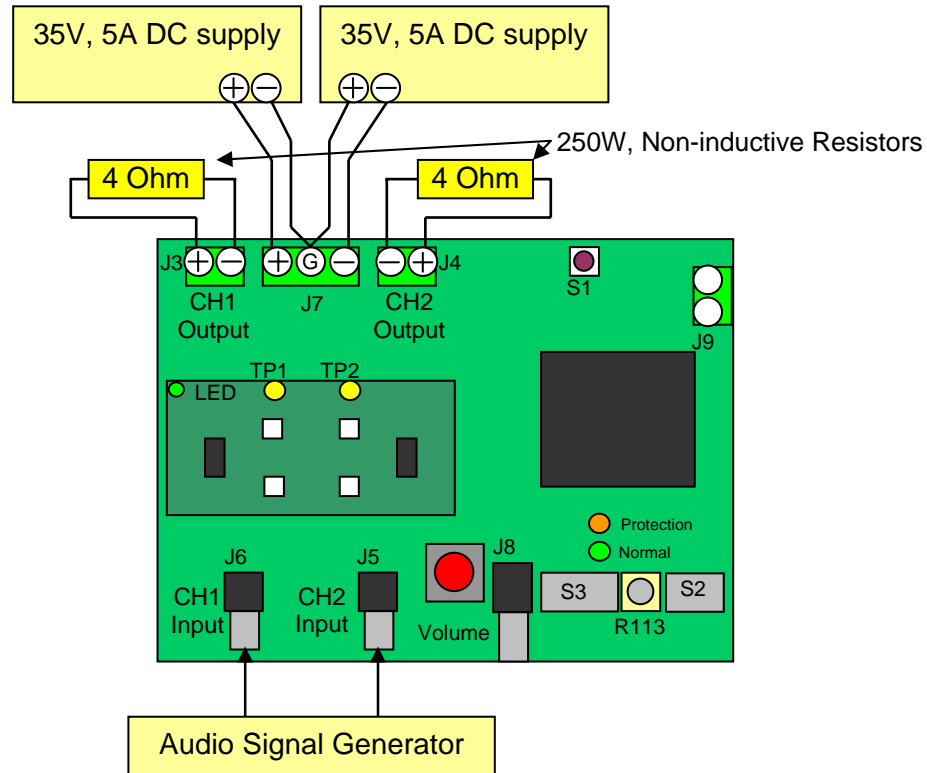 35V, 5A DC supply
35V, 5A DC supply
+ −
+ −
250W, Non-inductive Resistors
4 Ohm
4 Ohm
J3
+ −
+ G −
− +
J4
CH1
Output
J7
CH2
Output
S1
J9
LED
TP1
TP2
Protection
Normal
J6
J5
J8
CH1
Input
CH2
Input
Volume
S3
S2
R113
Audio Signal Generator